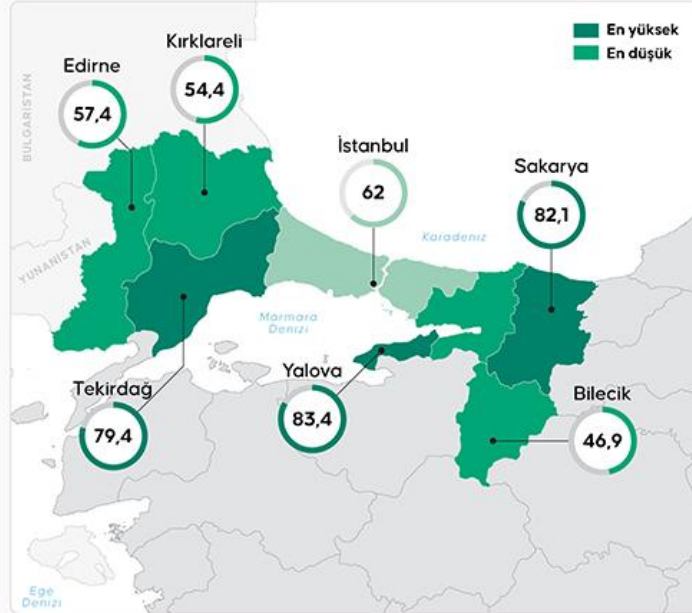 En yüksek
En düşük
Kırklareli
54,4
Edirne
57,4
BULGARİSTAN
YUNANİSTAN
İstanbul
62
Sakarya
82,1
Karadeniz
Marmara
Denizi
Tekirdağ
79,4
Yalova
83,4
Bilecik
46,9
Ege
Denizi